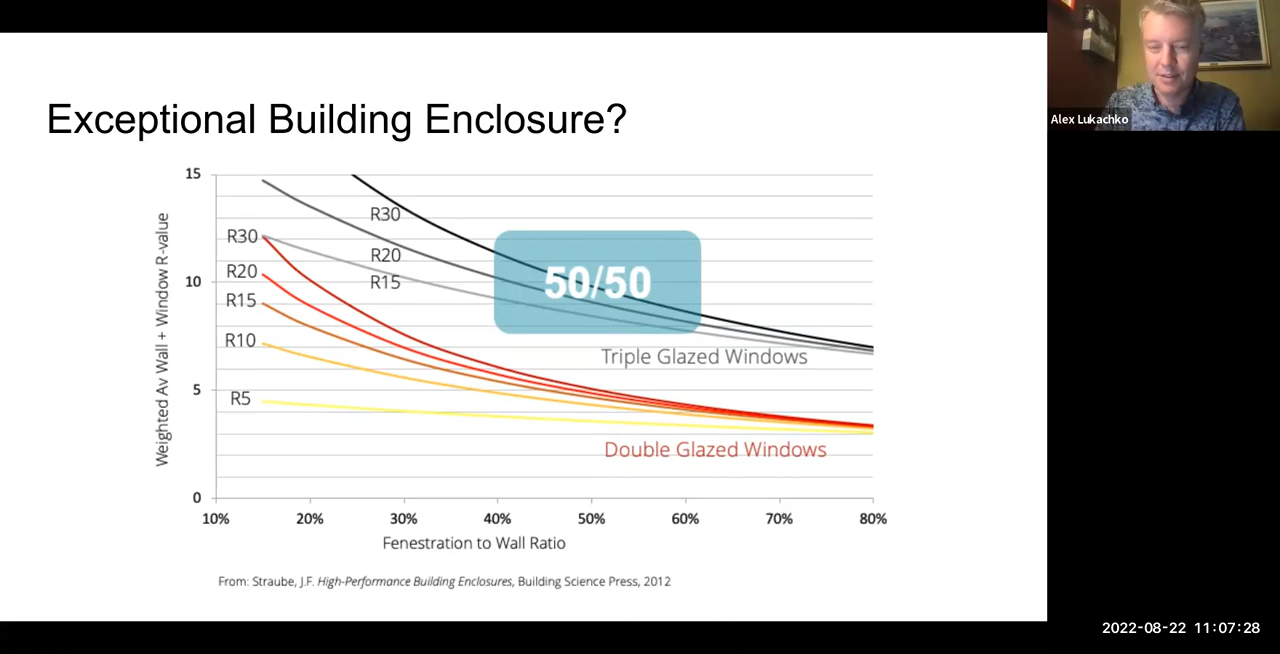 Exceptional Building Enclosure?
Alex Lukachko
15
10
5
0
Weighted Av Wall + Window R-value
R30
R20
R15
R10
R5
R30
R20
R15
50/50
Triple Glazed Windows
Double Glazed Windows
10% 20% 30% 40% 50% 60% 70% 80%
Fenestration to Wall Ratio
From: Straube, J.F. High-Performance Building Enclosures, Building Science Press, 2012
2022-08-22 11:07:28